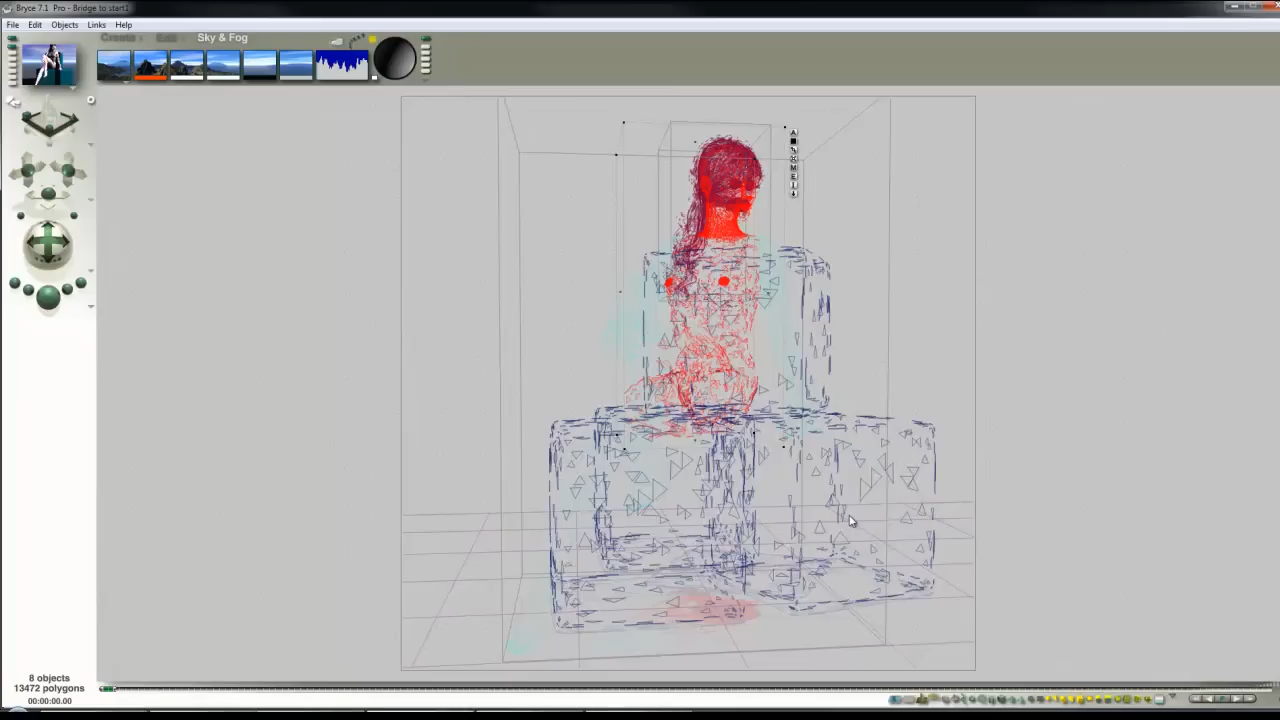 Bryce 7.1 Pro - Bridge to start1
File Edit Objects Links Help
Create Edit Sky & Fog
A
M
E
8 objects
13472 polygons
00:00:00.00